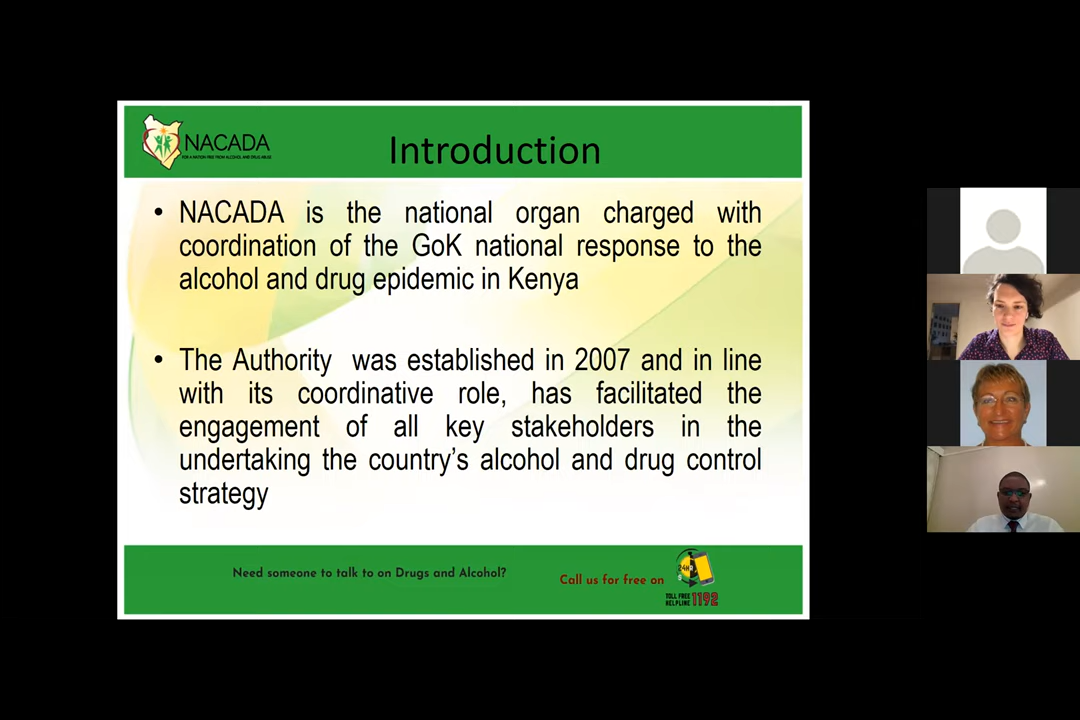 NACADA
FOR A NATION FREE FROM ALCOHOL AND DRUG ABUSE
Introduction
• NACADA is the national organ charged with
coordination of the GoK national response to the
alcohol and drug epidemic in Kenya
• The Authority was established in 2007 and in line
with its coordinative role, has facilitated the
engagement of all key stakeholders in the
undertaking the country's alcohol and drug control
strategy
Need someone to talk to on Drugs and Alcohol?
Call us for free on
24HR
TOLL FREE
HELPLINE 1192